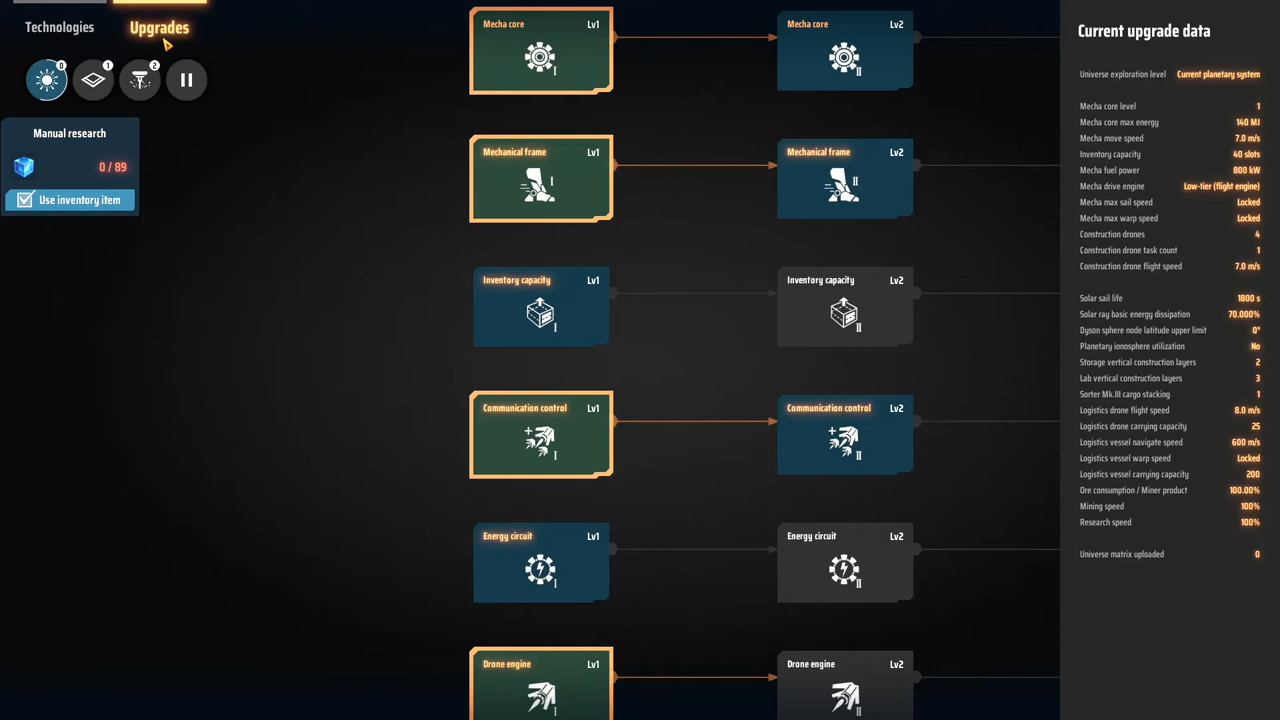 Technologies
Upgrades
0
1
2
Manual research
0 / 89
Use inventory item
Mecha core Lv1
I
Mecha core Lv2
II
Mechanical frame Lv1
I
Mechanical frame Lv2
II
Inventory capacity Lv1
I
Inventory capacity Lv2
II
Communication control Lv1
I
Communication control Lv2
II
Energy circuit Lv1
I
Energy circuit Lv2
II
Drone engine Lv1
I
Drone engine Lv2
II
Current upgrade data
Universe exploration level Current planetary system
Mecha core level 1
Mecha core max energy 140 MJ
Mecha move speed 7.0 m/s
Inventory capacity 40 slots
Mecha fuel power 800 kW
Mecha drive engine Low-tier (flight engine)
Mecha max sail speed Locked
Mecha max warp speed Locked
Construction drones 4
Construction drone task count 1
Construction drone flight speed 7.0 m/s
Solar sail life 1800 s
Solar ray basic energy dissipation 70.000%
Dyson sphere node latitude upper limit 0°
Planetary ionosphere utilization No
Storage vertical construction layers 2
Lab vertical construction layers 3
Sorter Mk.III cargo stacking 1
Logistics drone flight speed 8.0 m/s
Logistics drone carrying capacity 25
Logistics vessel navigate speed 600 m/s
Logistics vessel warp speed Locked
Logistics vessel carrying capacity 200
Ore consumption / Miner product 100.00%
Mining speed 100%
Research speed 100%
Universe matrix uploaded 0